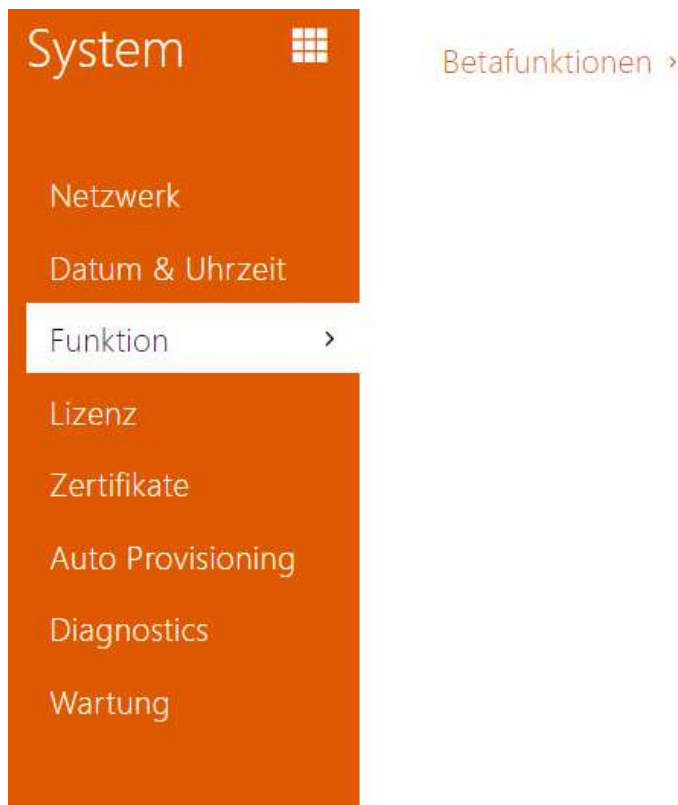 System
Betafunktionen ›
Netzwerk
Datum & Uhrzeit
Funktion ›
Lizenz
Zertifikate
Auto Provisioning
Diagnostics
Wartung